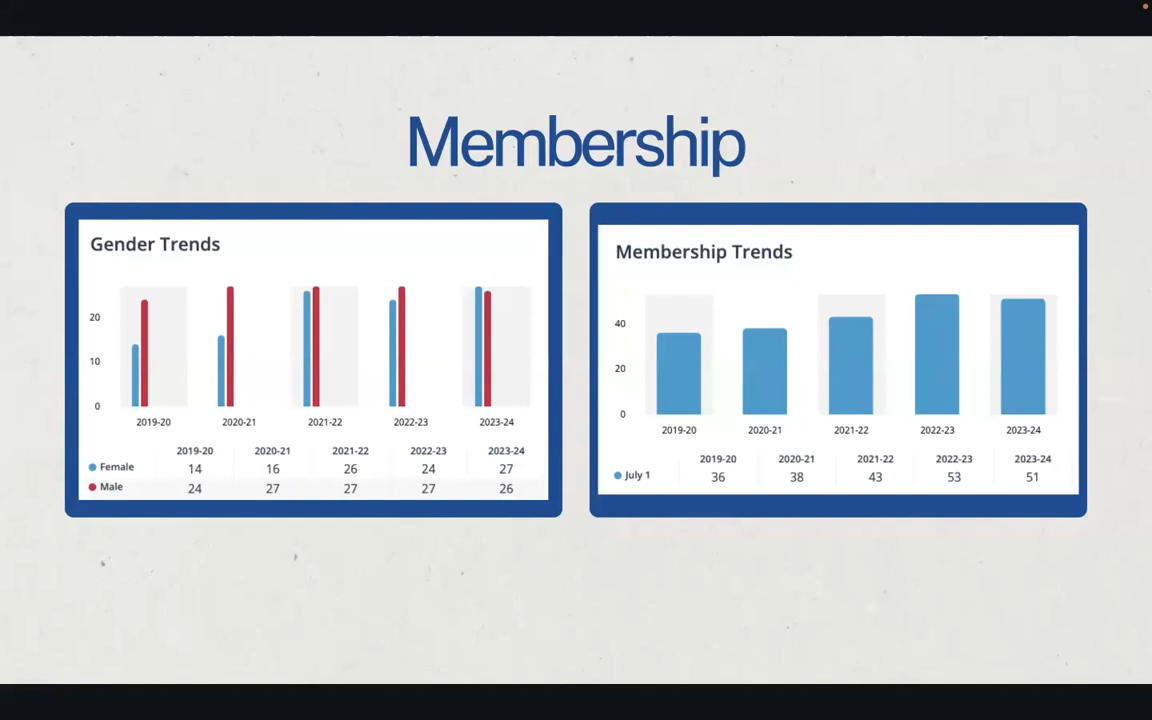 Membership
Gender Trends
20
10
0
2019-20 2020-21 2021-22 2022-23 2023-24
2019-20 2020-21 2021-22 2022-23 2023-24
Female 14 16 26 24 27
Male 24 27 27 27 26
Membership Trends
40
20
0
2019-20 2020-21 2021-22 2022-23 2023-24
2019-20 2020-21 2021-22 2022-23 2023-24
July 1 36 38 43 53 51